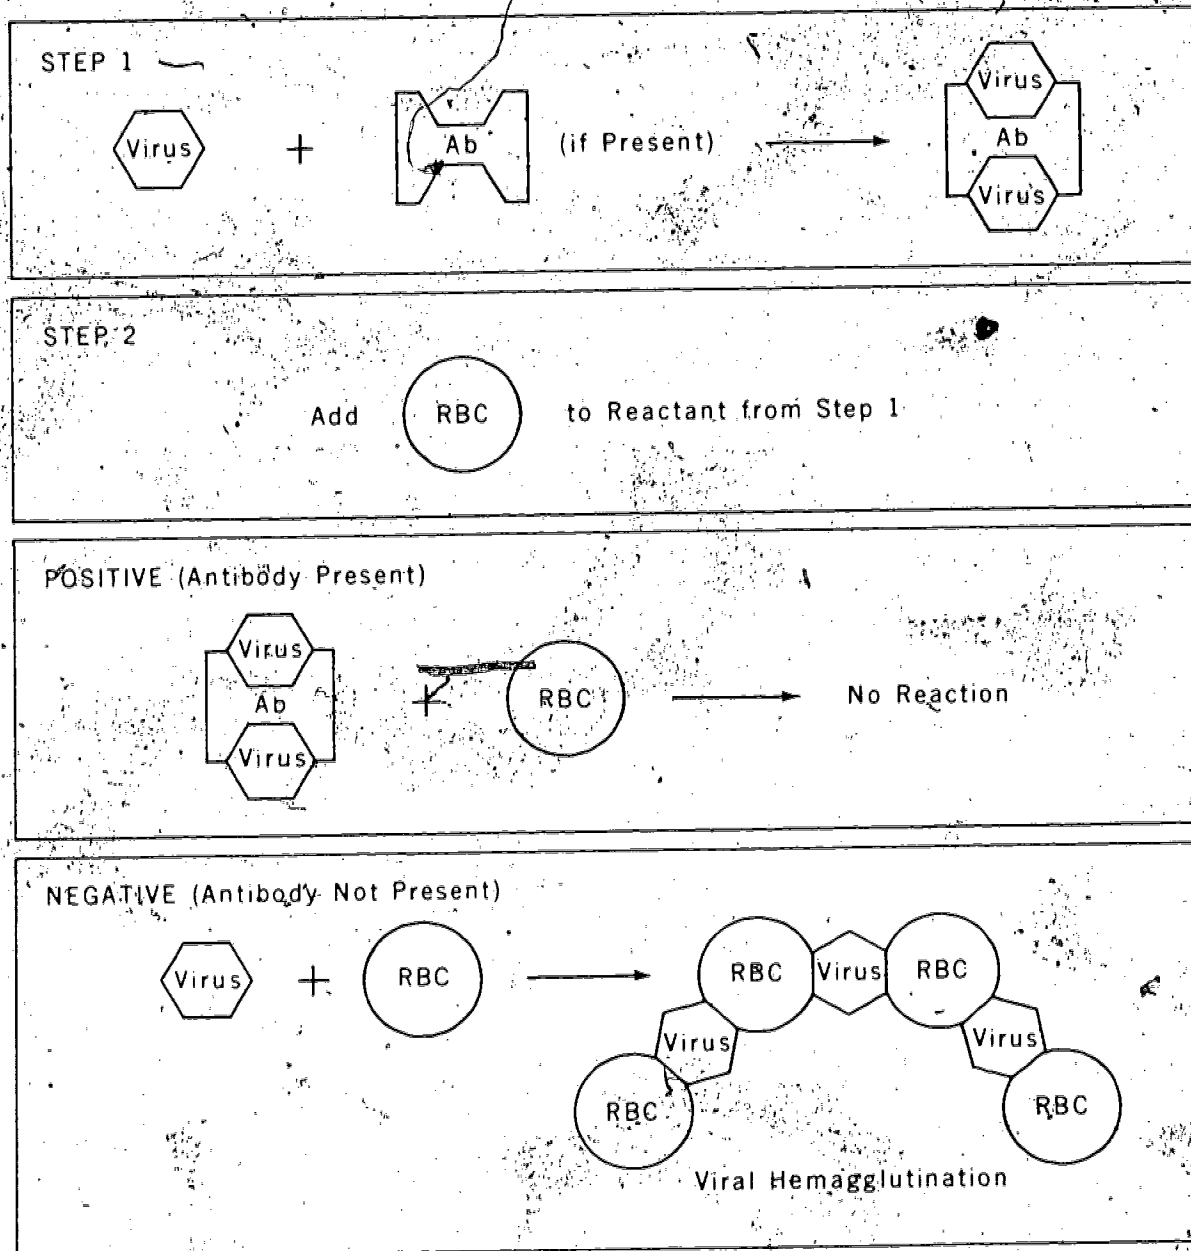 STEP 1
Virus + Ab (if Present) Virus
Ab
Virus
STEP 2
Add RBC to Reactant from Step 1
POSITIVE (Antibody Present)
Virus
Ab + RBC No Reaction
Virus
NEGATIVE (Antibody Not Present)
Virus + RBC RBC Virus RBC
Virus Virus
RBC RBC
Viral Hemagglutination